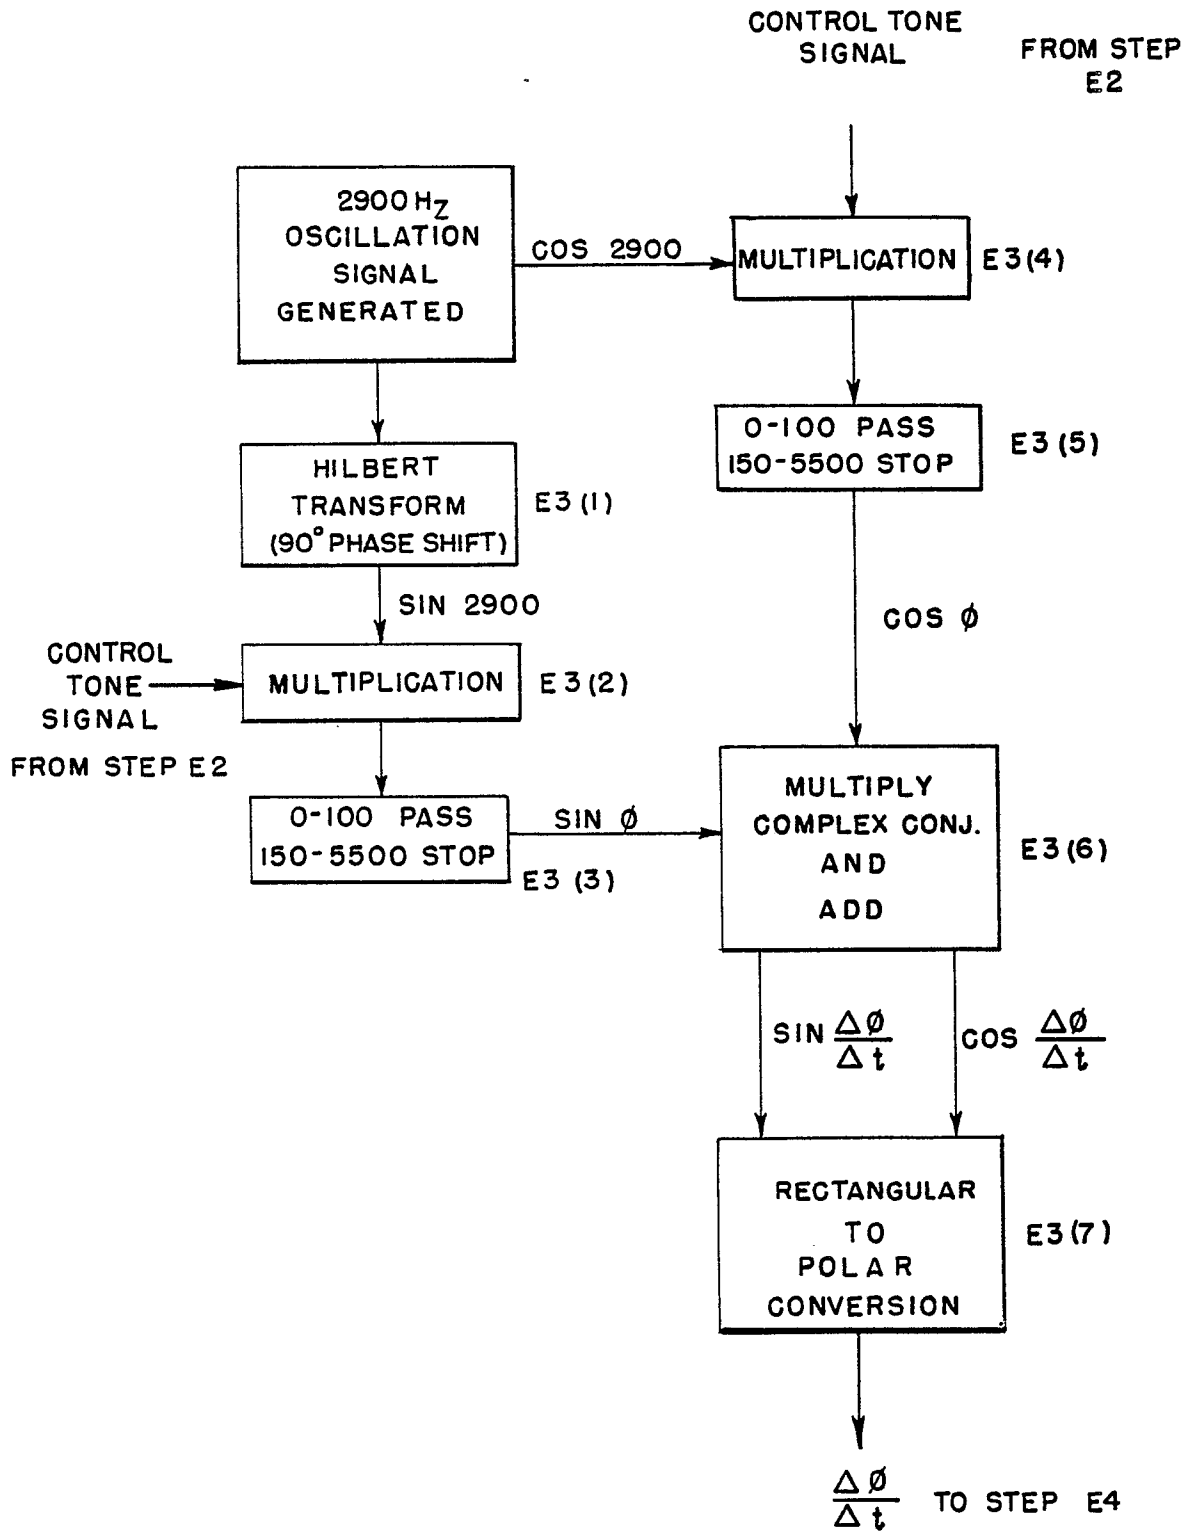 CONTROL TONE
SIGNAL
FROM STEP
E2
2900 HZ
OSCILLATION
SIGNAL
GENERATED
COS 2900
MULTIPLICATION
E3(4)
0-100 PASS
150-5500 STOP
E3(5)
HILBERT
TRANSFORM
(90° PHASE SHIFT)
E3(1)
SIN 2900
COS Ø
CONTROL
TONE
SIGNAL
FROM STEP E2
MULTIPLICATION
E3(2)
0-100 PASS
150-5500 STOP
E3(3)
SIN Ø
MULTIPLY
COMPLEX CONJ.
AND
ADD
E3(6)
SIN ΔØ/Δt
COS ΔØ/Δt
RECTANGULAR
TO
POLAR
CONVERSION
E3(7)
ΔØ/Δt TO STEP E4